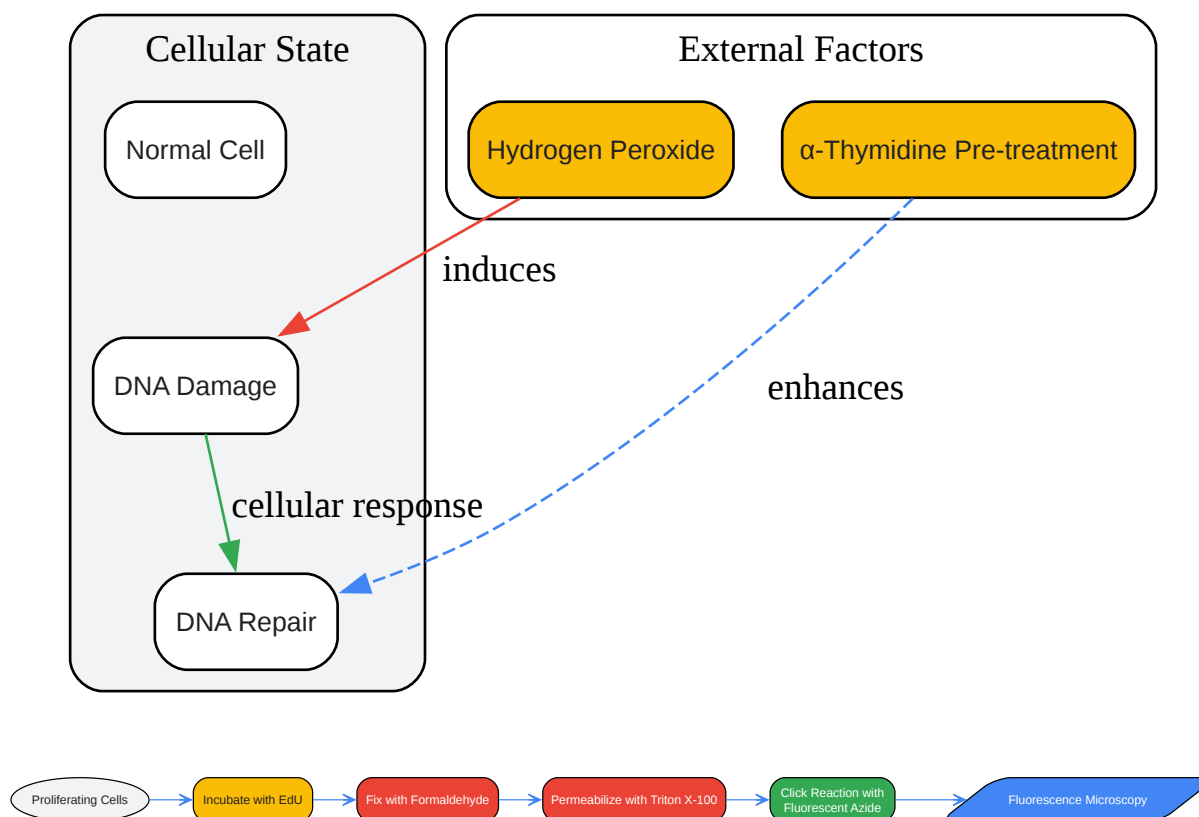 Cellular State
External Factors
Normal Cell
Hydrogen Peroxide
α-Thymidine Pre-treatment
induces
DNA Damage
enhances
cellular response
DNA Repair
Proliferating Cells
Incubate with EdU
Fix with Formaldehyde
Permeabilize with Triton X-100
Click Reaction with
Fluorescent Azide
Fluorescence Microscopy